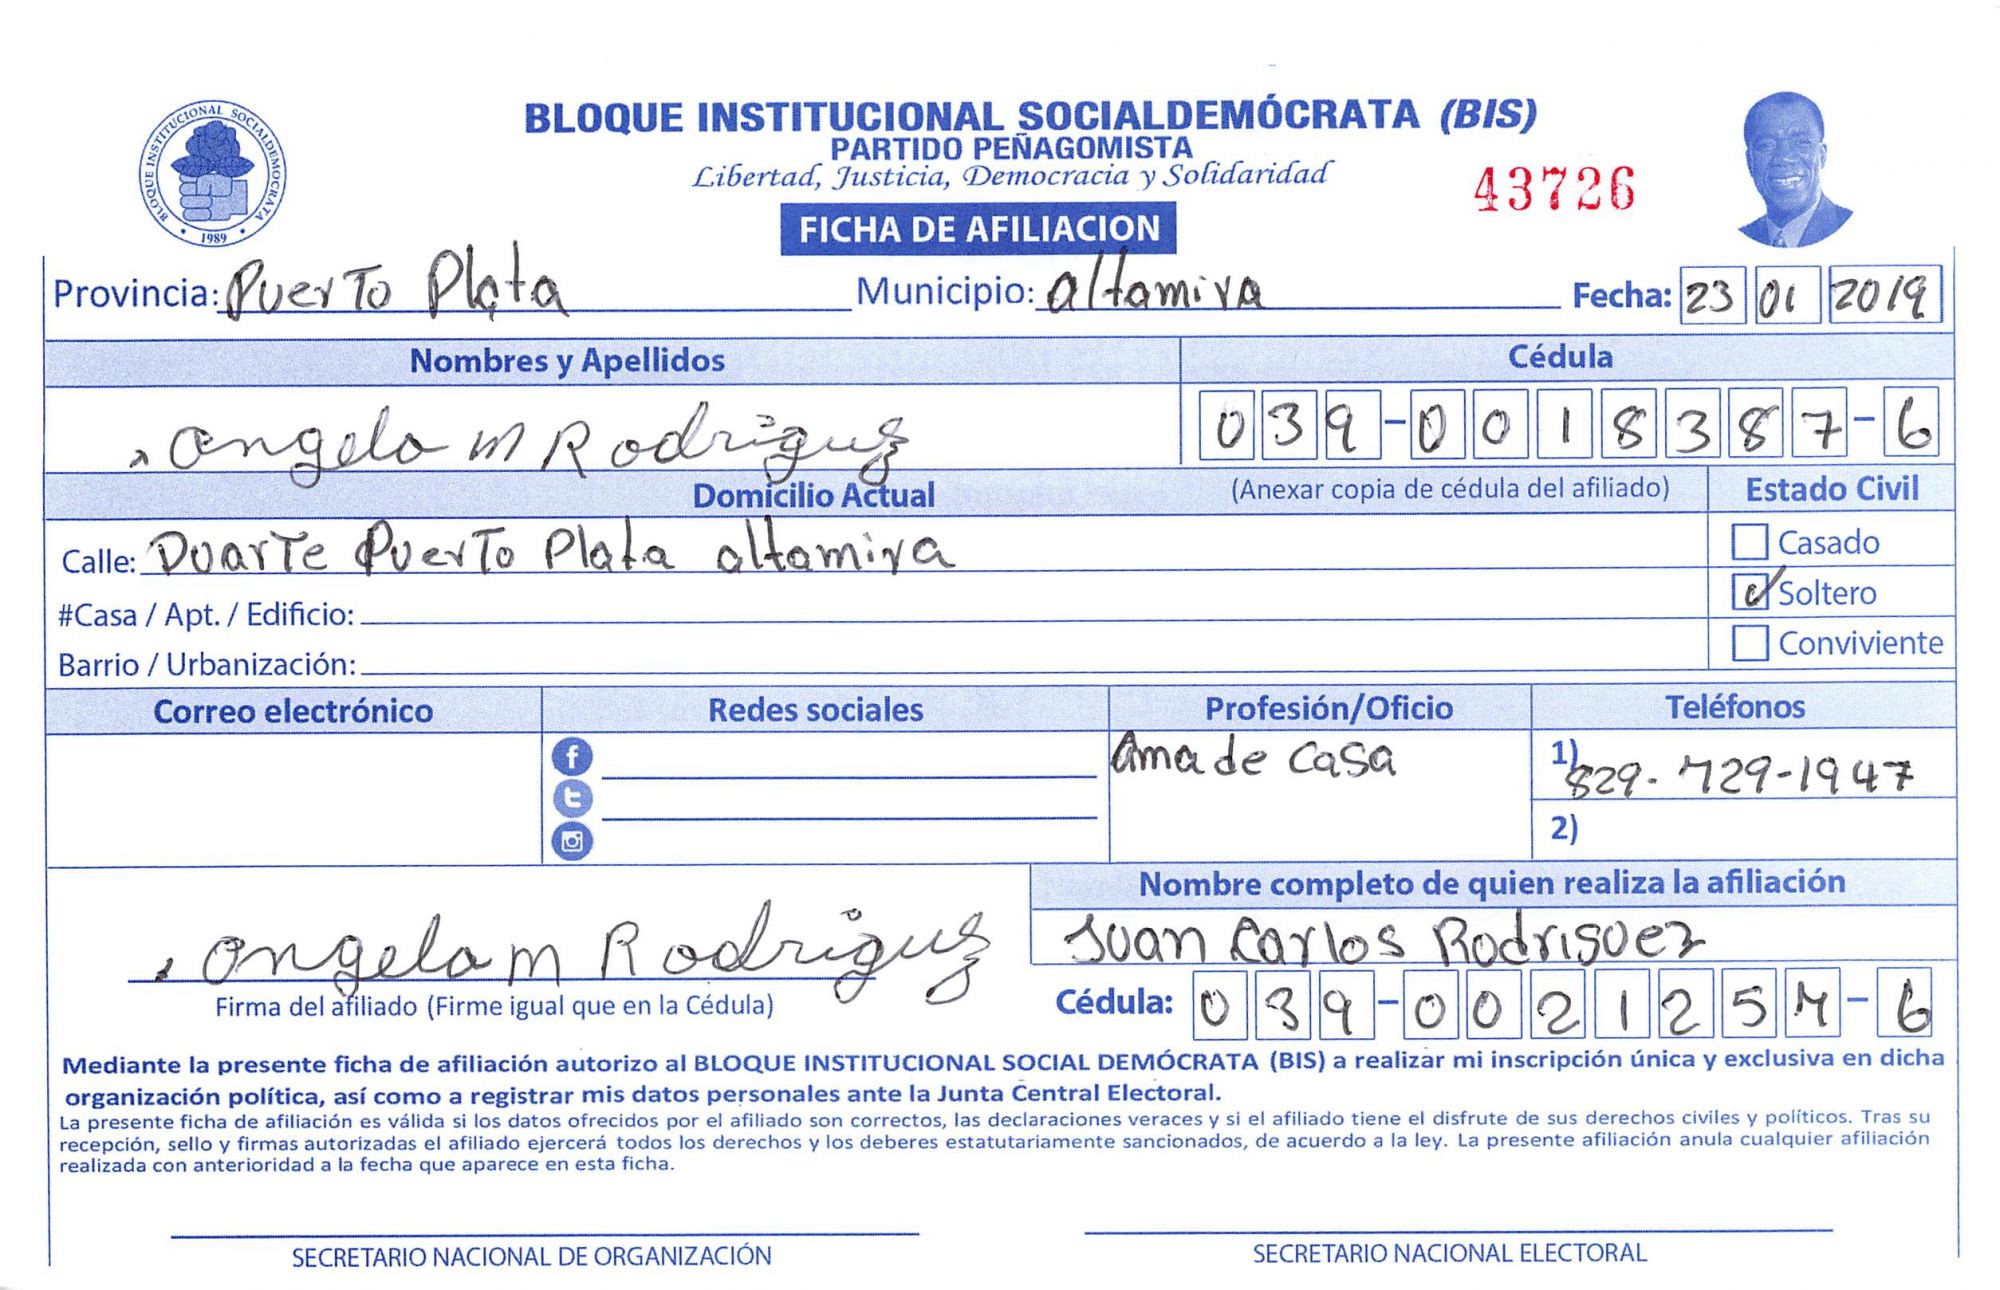 BLOQUE INSTITUCIONAL SOCIALDEMÓCRATA (BIS)
PARTIDO PEÑAGOMISTA
Libertad, Justicia, Democracia y Solidaridad
43726
BLOQUE INSTITUCIONAL SOCIALDEMOCRATA
1989
FICHA DE AFILIACION
Provincia: Puerto Plata Municipio: altamira Fecha: 23 01 2019
Nombres y Apellidos Cédula
angela m Rodriguez 039-0018387-6
Domicilio Actual (Anexar copia de cédula del afiliado) Estado Civil
Calle: Duarte Puerto Plata altamira Casado
#Casa / Apt. / Edificio: Soltero
Barrio / Urbanización: Conviviente
Correo electrónico Redes sociales Profesión/Oficio Teléfonos
Ama de casa 1) 829-729-1947
2)
Nombre completo de quien realiza la afiliación
angela m Rodriguez Juan Carlos Rodriguez
Firma del afiliado (Firme igual que en la Cédula) Cédula: 039-0021257-6
Mediante la presente ficha de afiliación autorizo al BLOQUE INSTITUCIONAL SOCIAL DEMÓCRATA (BIS) a realizar mi inscripción única y exclusiva en dicha
organización política, así como a registrar mis datos personales ante la Junta Central Electoral.
La presente ficha de afiliación es válida si los datos ofrecidos por el afiliado son correctos, las declaraciones veraces y si el afiliado tiene el disfrute de sus derechos civiles y políticos. Tras su
recepción, sello y firmas autorizadas el afiliado ejercerá todos los derechos y los deberes estatutariamente sancionados, de acuerdo a la ley. La presente afiliación anula cualquier afiliación
realizada con anterioridad a la fecha que aparece en esta ficha.
SECRETARIO NACIONAL DE ORGANIZACIÓN SECRETARIO NACIONAL ELECTORAL